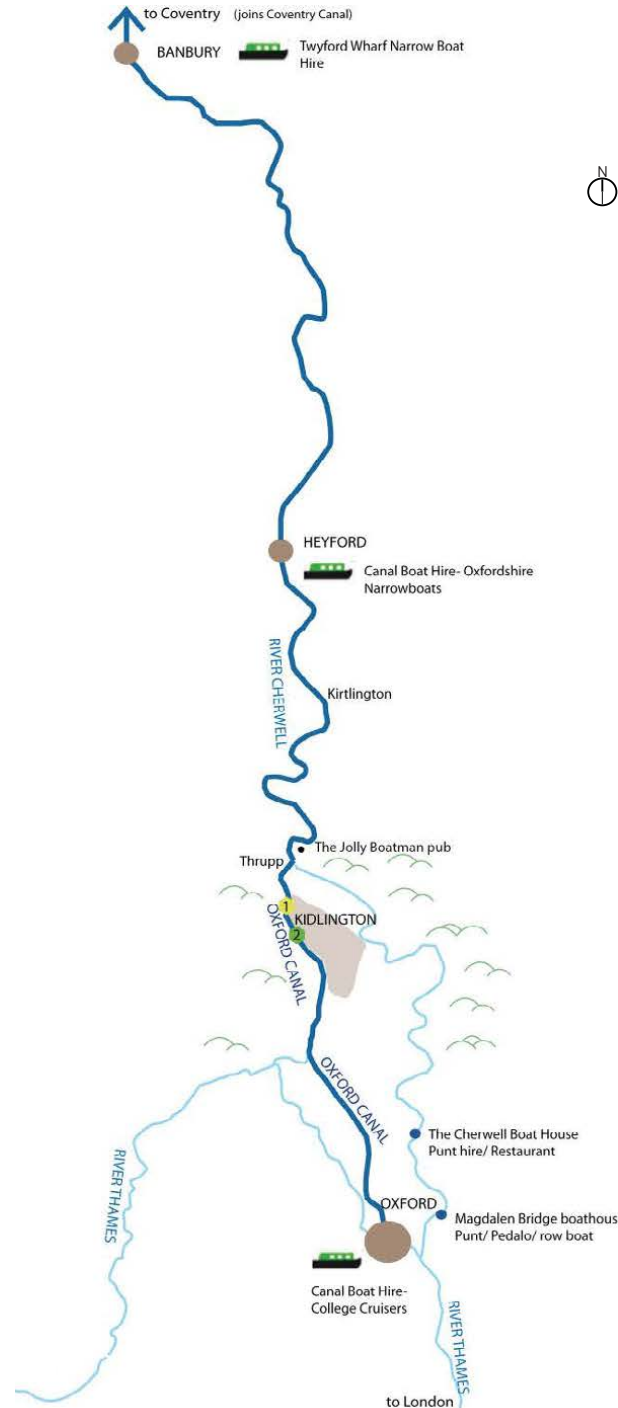 to Coventry (joins Coventry Canal)
BANBURY
Twyford Wharf Narrow Boat
Hire
N
HEYFORD
Canal Boat Hire- Oxfordshire
Narrowboats
RIVER CHERWELL
Kirtlington
The Jolly Boatman pub
Thrupp
1
KIDLINGTON
2
OXFORD CANAL
OXFORD CANAL
The Cherwell Boat House
Punt hire/ Restaurant
RIVER THAMES
OXFORD
Magdalen Bridge boathous
Punt/ Pedalo/ row boat
Canal Boat Hire-
College Cruisers
RIVER THAMES
to London